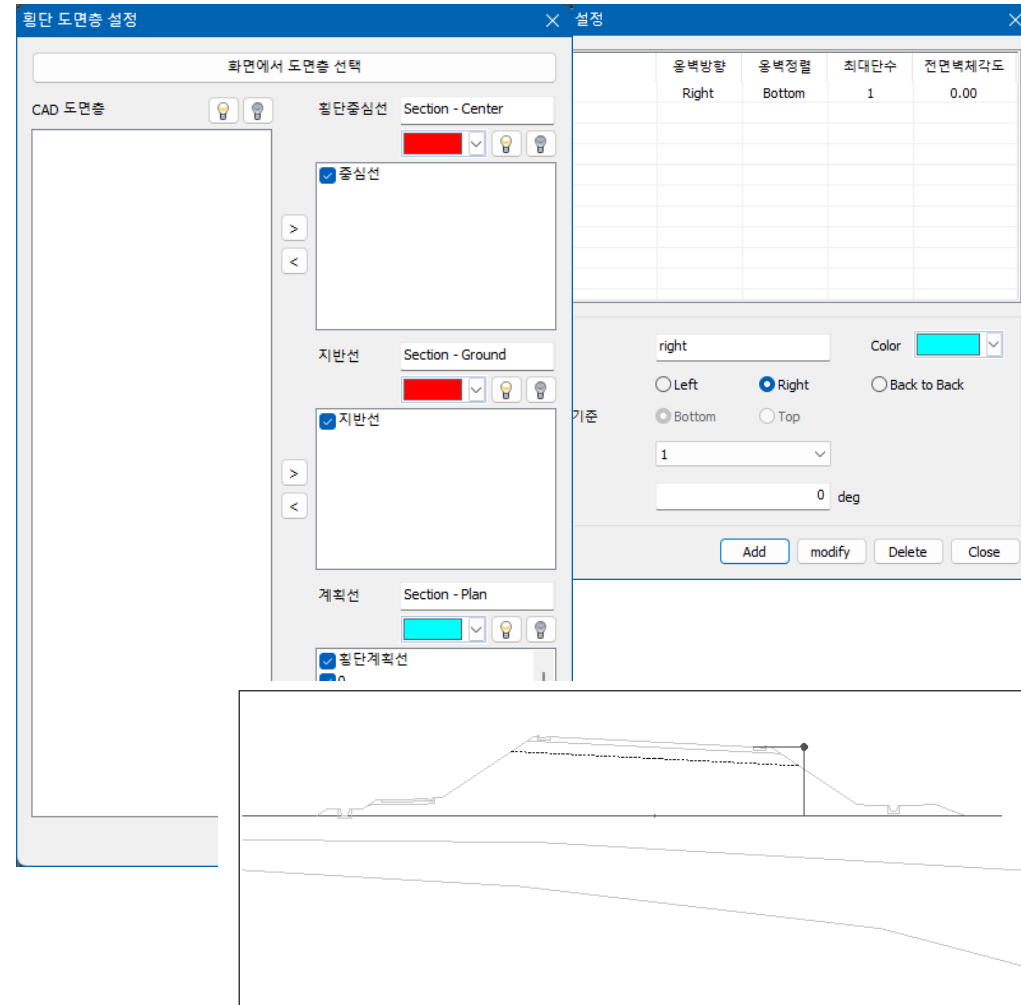 횡단 도면층 설정
화면에서 도면층 선택
CAD 도면층
횡단중심선 Section - Center
중심선
>
<
지반선 Section - Ground
지반선
>
<
계획선 Section - Plan
횡단계획선
설정
옹벽방향 옹벽정렬 최대단수 전면벽체각도
Right Bottom 1 0.00
right Color
Left Right Back to Back
기준 Bottom Top
1
0 deg
Add modify Delete Close